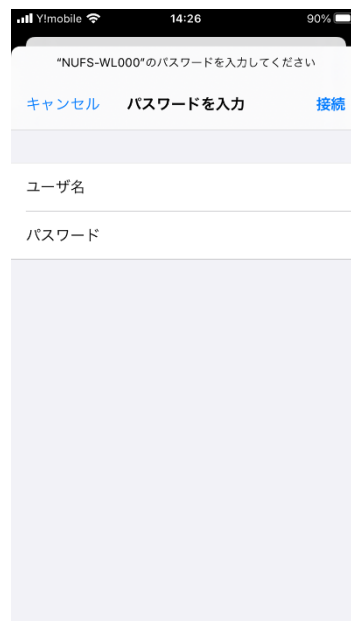 Y!mobile 14:26 90%
“NUFS-WL000”のパスワードを入力してください
キャンセル パスワードを入力 接続
ユーザ名
パスワード